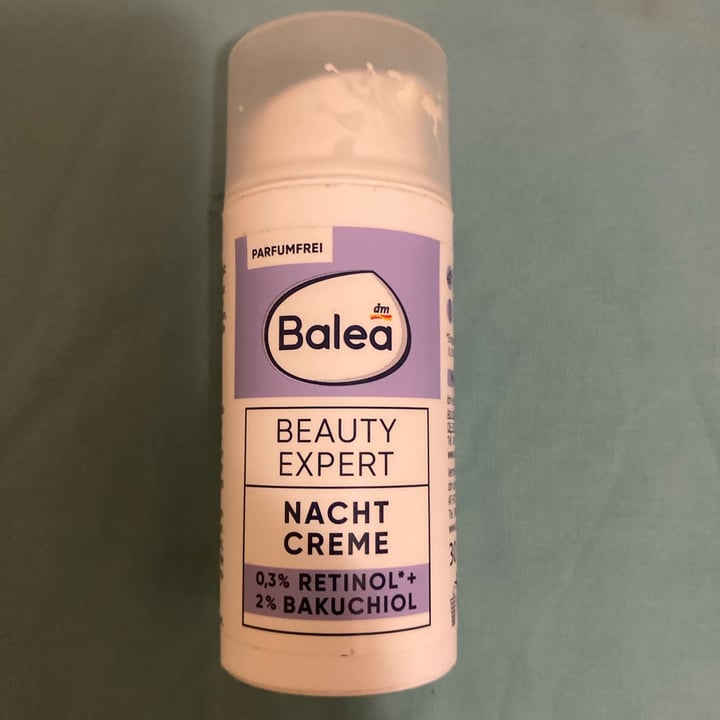 PARFUMFREI
dm
Balea
BEAUTY
EXPERT
NACHT
CREME
0,3% RETINOL*+
2% BAKUCHIOL